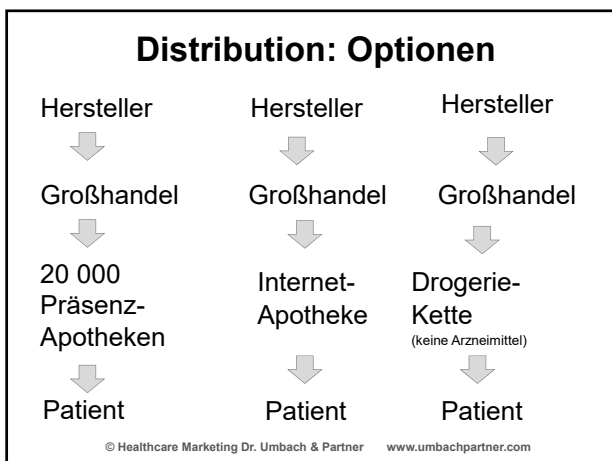 Distribution: Optionen
Hersteller
Großhandel
20 000
Präsenz-
Apotheken
Patient
Hersteller
Großhandel
Internet-
Apotheke
Patient
Hersteller
Großhandel
Drogerie-
Kette
(keine Arzneimittel)
Patient
© Healthcare Marketing Dr. Umbach & Partner www.umbachpartner.com